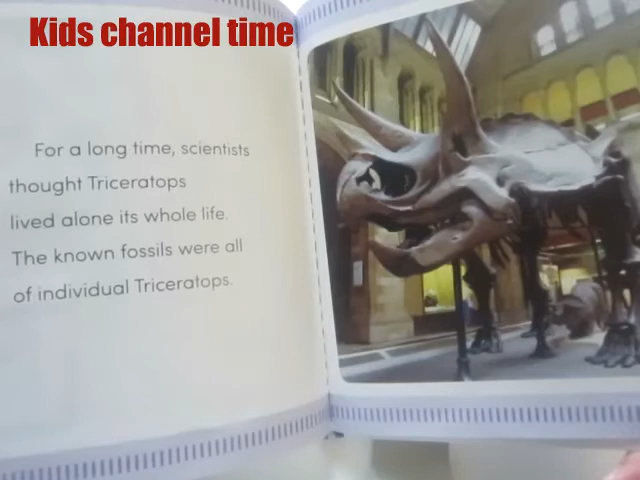 Kids channel time
For a long time, scientists
thought Triceratops
lived alone its whole life.
The known fossils were all
of individual Triceratops.